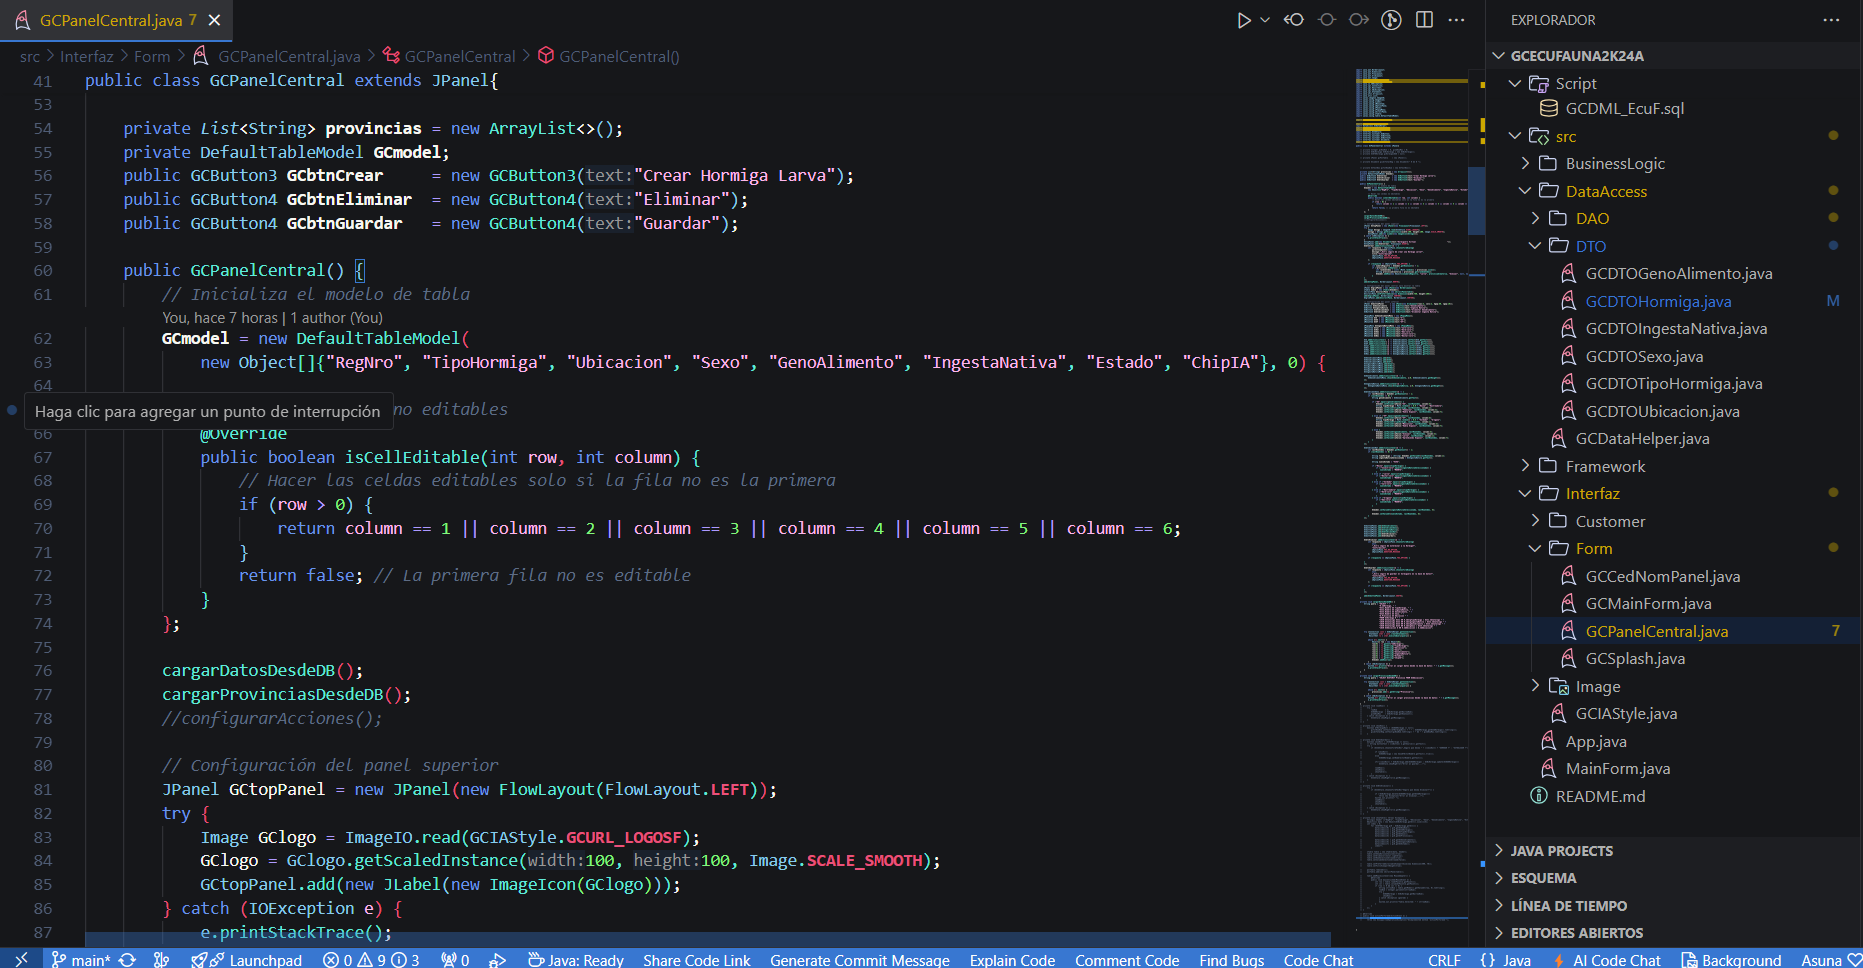 GCPanelCentral.java 7
src > Interfaz > Form > GCPanelCentral.java > GCPanelCentral > GCPanelCentral()
41 public class GCPanelCentral extends JPanel{
53
54 private List<String> provincias = new ArrayList<>();
55 private DefaultTableModel GCmodel;
56 public GCButton3 GCbtnCrear = new GCButton3(text:"Crear Hormiga Larva");
57 public GCButton4 GCbtnEliminar = new GCButton4(text:"Eliminar");
58 public GCButton4 GCbtnGuardar = new GCButton4(text:"Guardar");
59
60 public GCPanelCentral() {
61 // Inicializa el modelo de tabla
You, hace 7 horas | 1 author (You)
62 GCmodel = new DefaultTableModel(
63 new Object[]{"RegNro", "TipoHormiga", "Ubicacion", "Sexo", "GenoAlimento", "IngestaNativa", "Estado", "ChipIA"}, 0) {
64
Haga clic para agregar un punto de interrupción no editables
66 @Override
67 public boolean isCellEditable(int row, int column) {
68 // Hacer las celdas editables solo si la fila no es la primera
69 if (row > 0) {
70 return column == 1 || column == 2 || column == 3 || column == 4 || column == 5 || column == 6;
71 }
72 return false; // La primera fila no es editable
73 }
74 };
75
76 cargarDatosDesdeDB();
77 cargarProvinciasDesdeDB();
78 //configurarAcciones();
79
80 // Configuración del panel superior
81 JPanel GCtopPanel = new JPanel(new FlowLayout(FlowLayout.LEFT));
82 try {
83 Image GClogo = ImageIO.read(GCIAStyle.GCURL_LOGOSF);
84 GClogo = GClogo.getScaledInstance(width:100, height:100, Image.SCALE_SMOOTH);
85 GCtopPanel.add(new JLabel(new ImageIcon(GClogo)));
86 } catch (IOException e) {
87 e.printStackTrace();
EXPLORADOR
GCECUFAUNA2K24A
Script
GCDML_EcuF.sql
src
BusinessLogic
DataAccess
DAO
DTO
GCDTOGenoAlimento.java
GCDTOHormiga.java M
GCDTOIngestaNativa.java
GCDTOSexo.java
GCDTOTipoHormiga.java
GCDTOUbicacion.java
GCDataHelper.java
Framework
Interfaz
Customer
Form
GCCedNomPanel.java
GCMainForm.java
GCPanelCentral.java 7
GCSplash.java
Image
GCIAStyle.java
App.java
MainForm.java
README.md
JAVA PROJECTS
ESQUEMA
LÍNEA DE TIEMPO
EDITORES ABIERTOS
main* Launchpad 0 9 3 0 Java: Ready Share Code Link Generate Commit Message Explain Code Comment Code Find Bugs Code Chat CRLF {} Java AI Code Chat Background Asuna